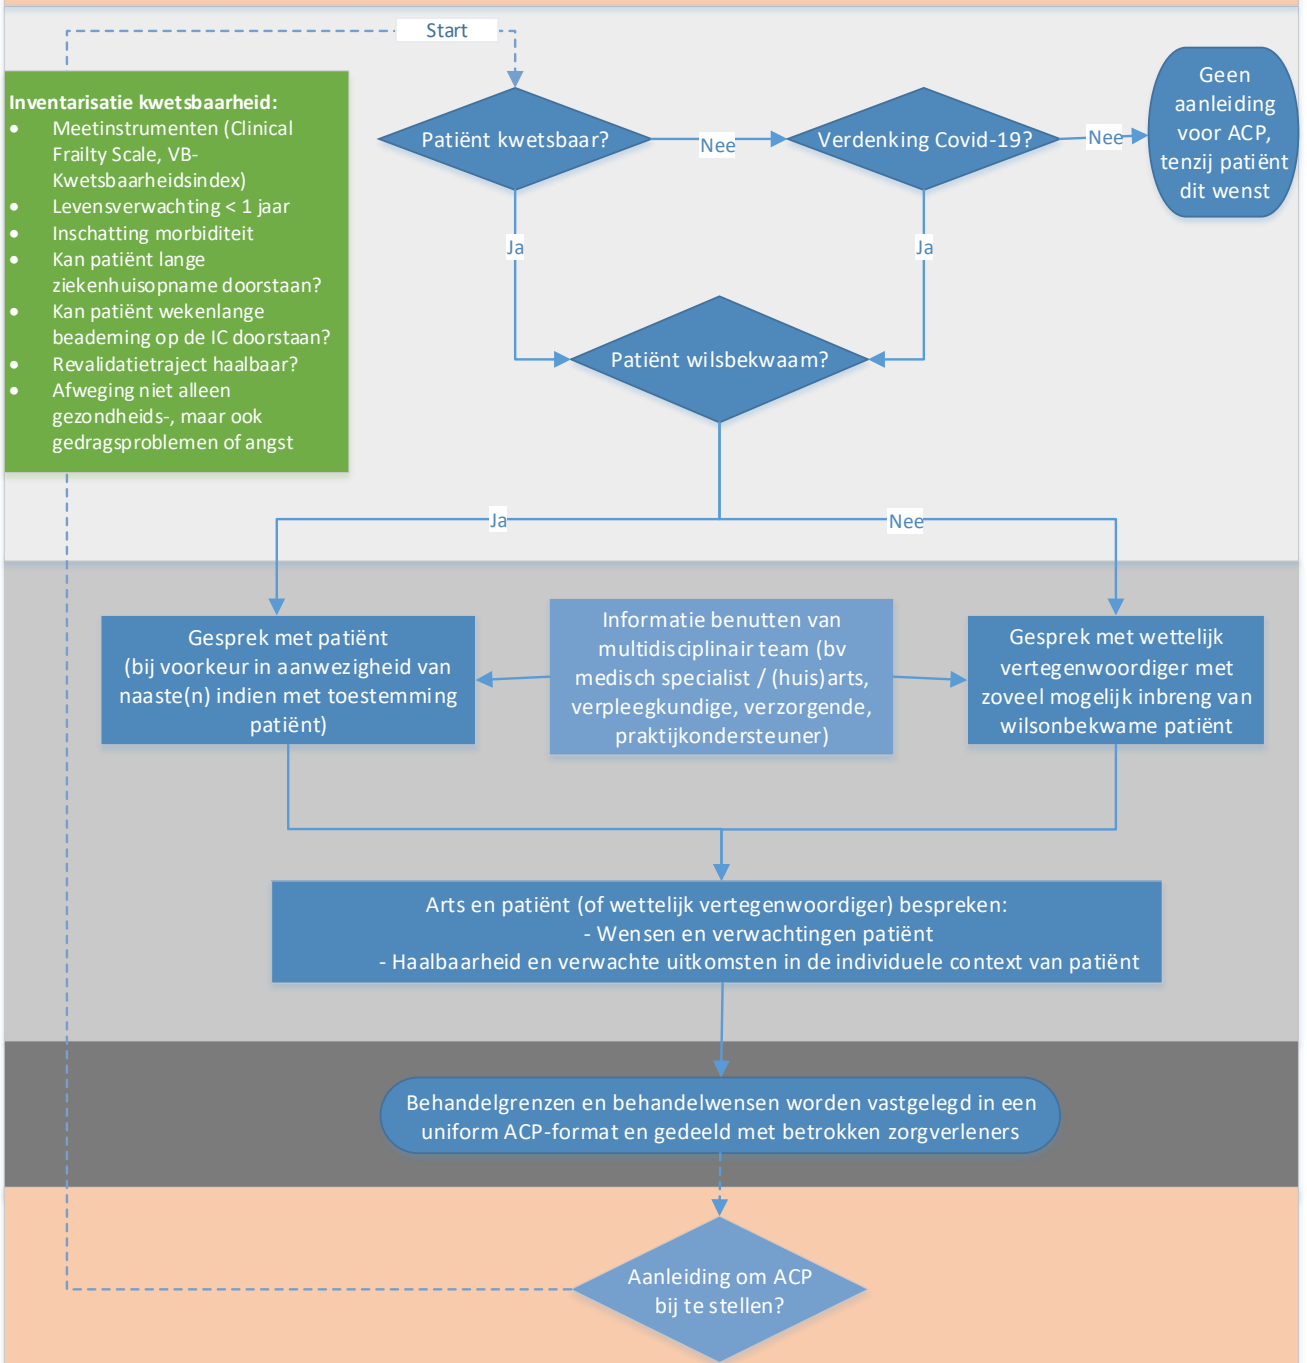 Start
Inventarisatie kwetsbaarheid:
• Meetinstrumenten (Clinical
Frailty Scale, VB-
Kwetsbaarheidsindex)
• Levensverwachting < 1 jaar
• Inschatting morbiditeit
• Kan patiënt lange
ziekenhuisopname doorstaan?
• Kan patiënt wekenlange
beademing op de IC doorstaan?
• Revalidatietraject haalbaar?
• Afweging niet alleen
gezondheids-, maar ook
gedragsproblemen of angst
Patiënt kwetsbaar?
Nee
Verdenking Covid-19?
Nee
Geen
aanleiding
voor ACP,
tenzij patiënt
dit wenst
Ja
Ja
Patiënt wilsbekwaam?
Ja
Nee
Gesprek met patiënt
(bij voorkeur in aanwezigheid van
naaste(n) indien met toestemming
patiënt)
Informatie benutten van
multidisciplinair team (bv
medisch specialist / (huis)arts,
verpleegkundige, verzorgende,
praktijkondersteuner)
Gesprek met wettelijk
vertegenwoordiger met
zoveel mogelijk inbreng van
wilsonbekwame patiënt
Arts en patiënt (of wettelijk vertegenwoordiger) bespreken:
- Wensen en verwachtingen patiënt
- Haalbaarheid en verwachte uitkomsten in de individuele context van patiënt
Behandelgrenzen en behandelwensen worden vastgelegd in een
uniform ACP-format en gedeeld met betrokken zorgverleners
Aanleiding om ACP
bij te stellen?